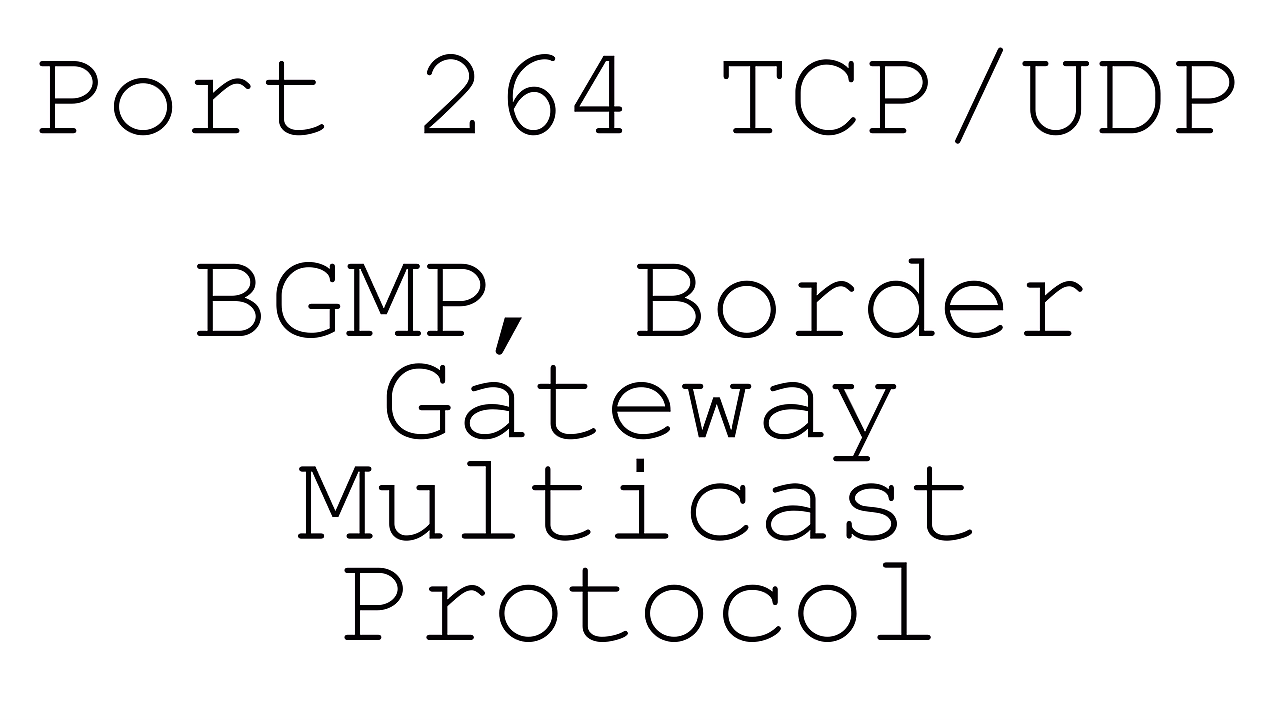 Port 264 TCP/UDP
BGMP, Border
Gateway
Multicast
Protocol